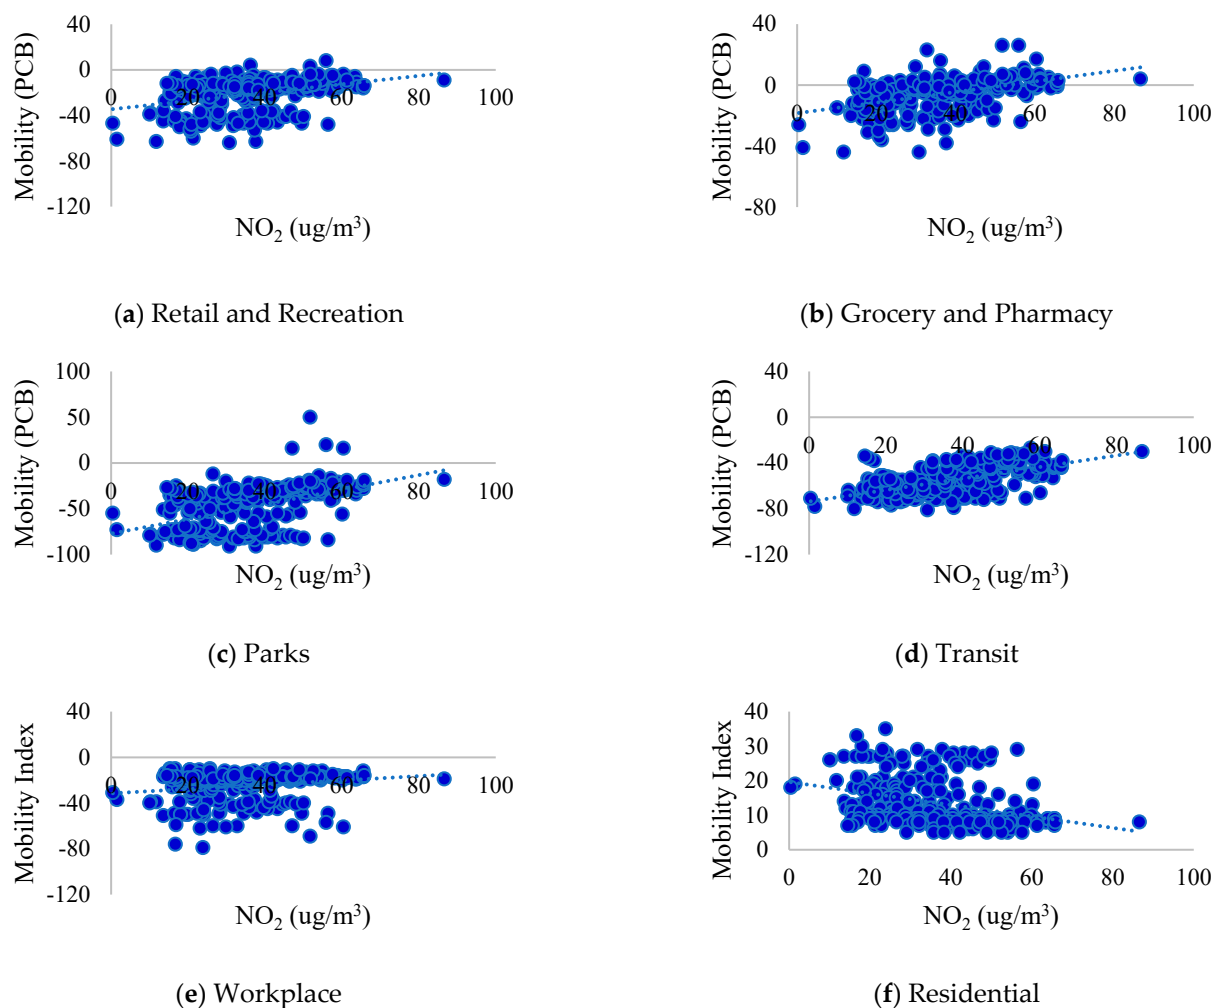 40
0
-40
-80
-120
0 20 40 60 80 100
Mobility (PCB)
NO2 (ug/m3)
(a) Retail and Recreation
40
0
-40
-80
0 20 40 60 80 100
Mobility (PCB)
NO2 (ug/m3)
(b) Grocery and Pharmacy
100
50
0
-50
-100
0 20 40 60 80 100
Mobility (PCB)
NO2 (ug/m3)
(c) Parks
40
0
-40
-80
-120
0 20 40 60 80 100
Mobility (PCB)
NO2 (ug/m3)
(d) Transit
40
0
-40
-80
-120
0 20 40 60 80 100
Mobility Index
NO2 (ug/m3)
(e) Workplace
40
30
20
10
0
0 20 40 60 80 100
Mobility Index
NO2 (ug/m3)
(f) Residential